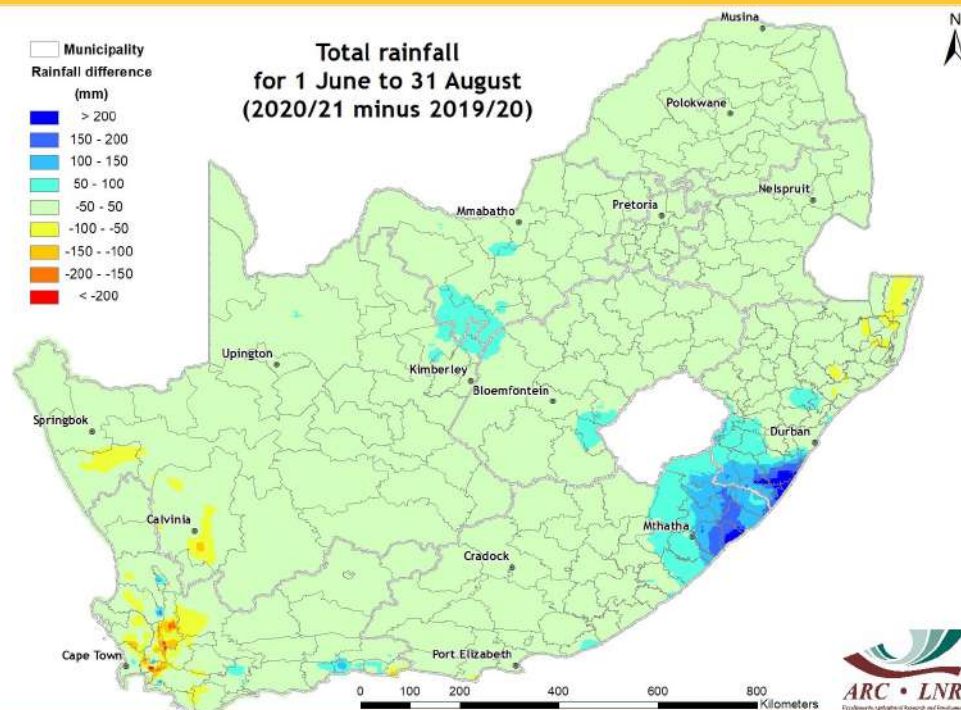 Total rainfall
for 1 June to 31 August
(2020/21 minus 2019/20)
Municipality
Rainfall difference
(mm)
> 200
150 - 200
100 - 150
50 - 100
-50 - 50
-100 - -50
-150 - -100
-200 - -150
< -200
N
Musina
Polokwane
Nelspruit
Pretoria
Mmabatho
Upington
Kimberley
Bloemfontein
Springbok
Durban
Calvinia
Mthatha
Cradock
Cape Town
Port Elizabeth
0 100 200 400 600 800
Kilometers
ARC • LNR